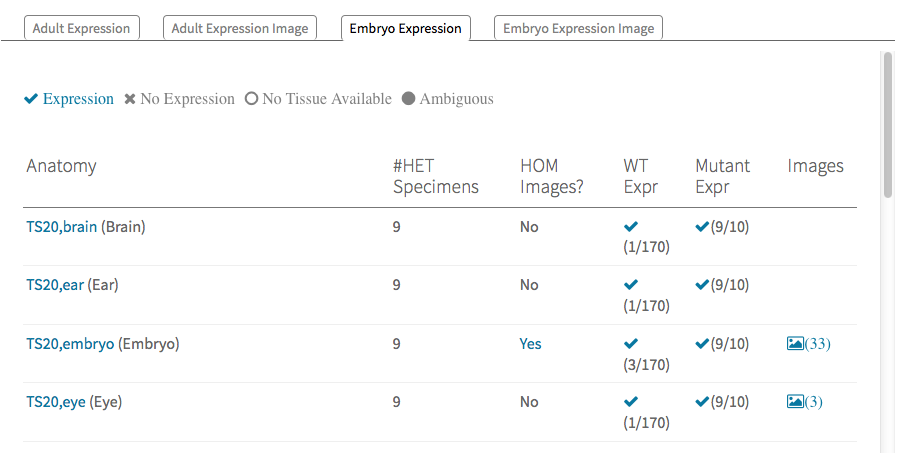 Adult Expression Adult Expression Image Embryo Expression Embryo Expression Image
Expression No Expression No Tissue Available Ambiguous
Anatomy #HET Specimens HOM Images? WT Expr Mutant Expr Images
TS20,brain (Brain) 9 No (1/170) (9/10)
TS20,ear (Ear) 9 No (1/170) (9/10)
TS20,embryo (Embryo) 9 Yes (3/170) (9/10) (33)
TS20,eye (Eye) 9 No (1/170) (9/10) (3)